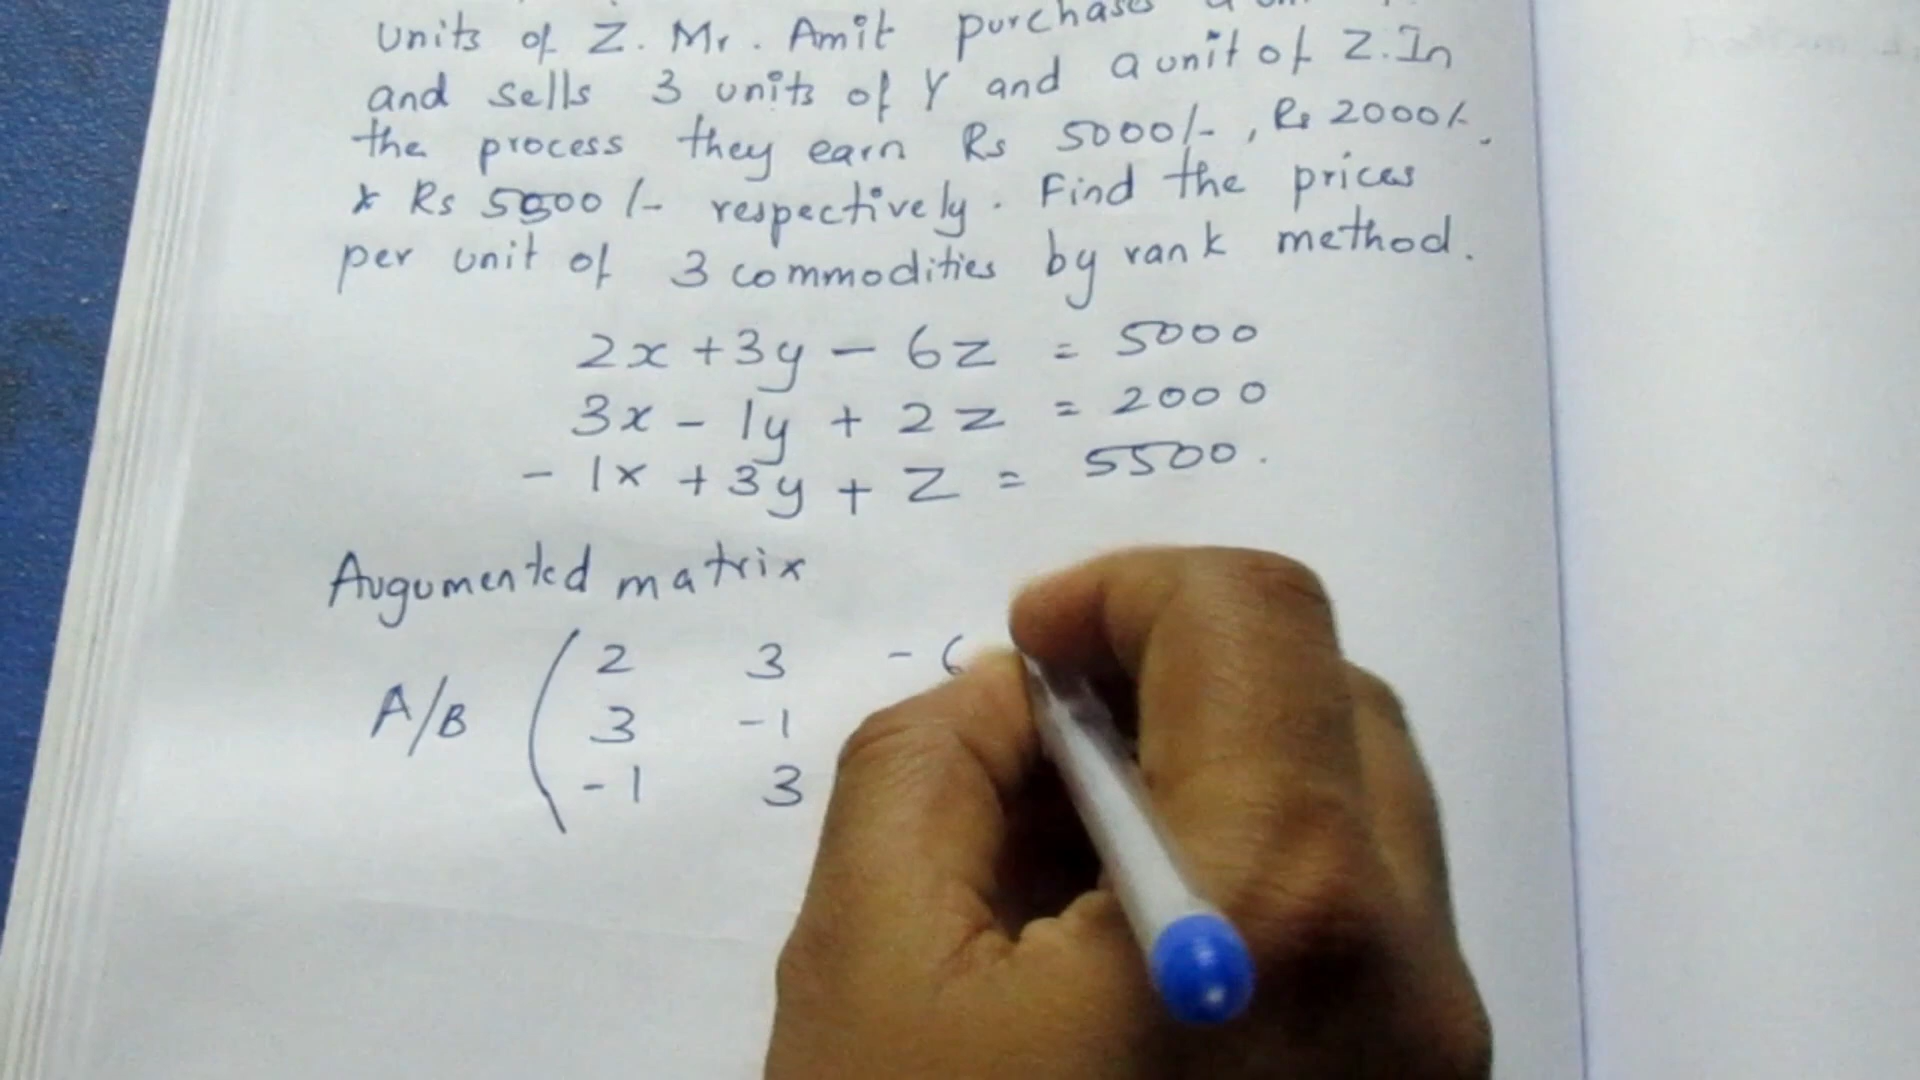 units of Z. Mr. Amit purchases a
and sells 3 units of Y and a unit of Z. In
the process they earn Rs 5000/-, Rs 2000/-.
& Rs 5500/- respectively. Find the prices
per unit of 3 commodities by rank method.
2x + 3y - 6z = 5000
3x - 1y + 2z = 2000
- 1x + 3y + z = 5500.
Augumented matrix
2 3 - 6
A/B ( 3 -1
-1 3